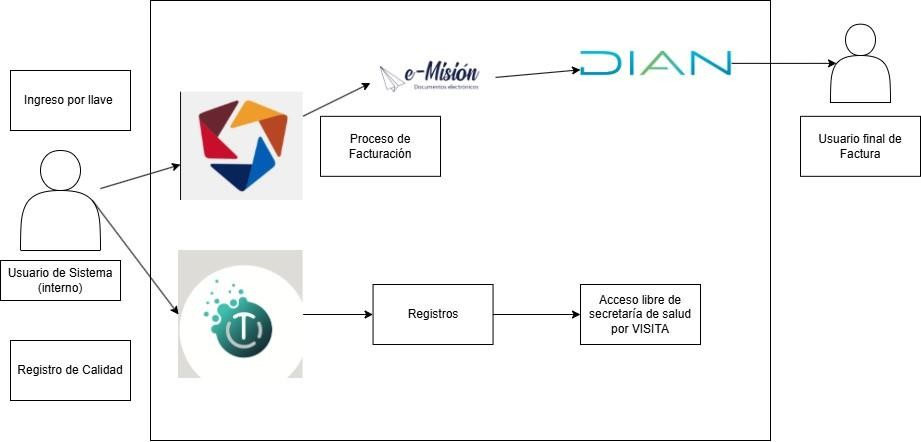 Ingreso por llave
e-Misión
Documentos electrónicos
DIAN
Proceso de
Facturación
Usuario final de
Factura
Usuario de Sistema
(interno)
Registros
Acceso libre de
secretaría de salud
por VISITA
Registro de Calidad